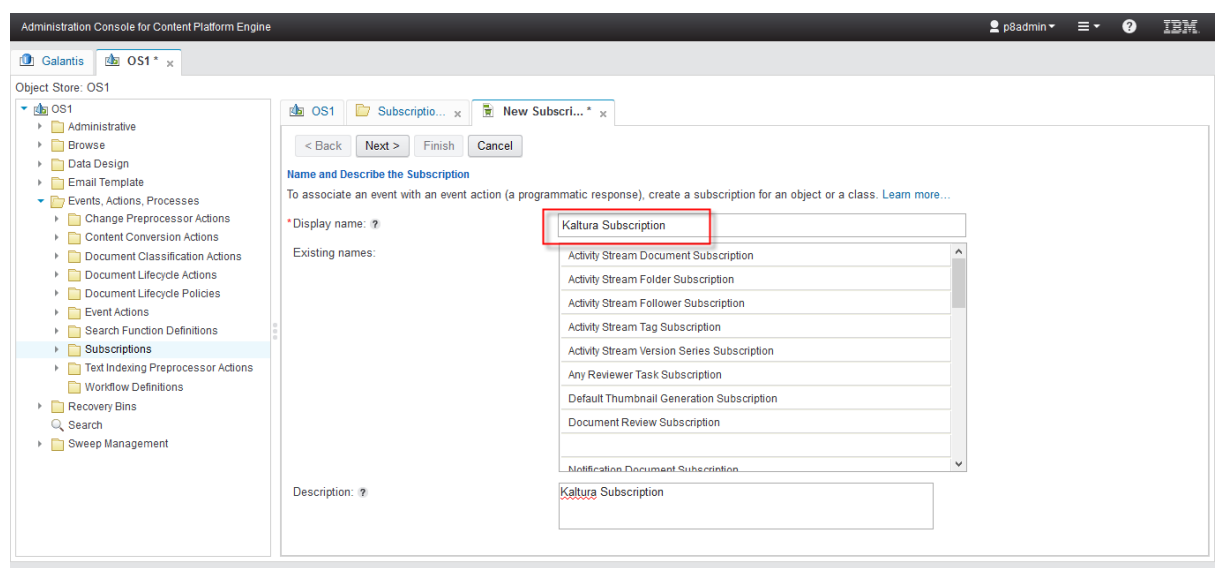 Administration Console for Content Platform Engine
p8admin
?
IBM
Galantis
OS1 * x
Object Store: OS1
OS1
Administrative
Browse
Data Design
Email Template
Events, Actions, Processes
Change Preprocessor Actions
Content Conversion Actions
Document Classification Actions
Document Lifecycle Actions
Document Lifecycle Policies
Event Actions
Search Function Definitions
Subscriptions
Text Indexing Preprocessor Actions
Workflow Definitions
Recovery Bins
Search
Sweep Management
OS1
Subscriptio... x
New Subscri... * x
< Back
Next >
Finish
Cancel
Name and Describe the Subscription
To associate an event with an event action (a programmatic response), create a subscription for an object or a class. Learn more...
*Display name: ?
Kaltura Subscription
Existing names:
Activity Stream Document Subscription
Activity Stream Folder Subscription
Activity Stream Follower Subscription
Activity Stream Tag Subscription
Activity Stream Version Series Subscription
Any Reviewer Task Subscription
Default Thumbnail Generation Subscription
Document Review Subscription
Notification Document Subscription
Description: ?
Kaltura Subscription